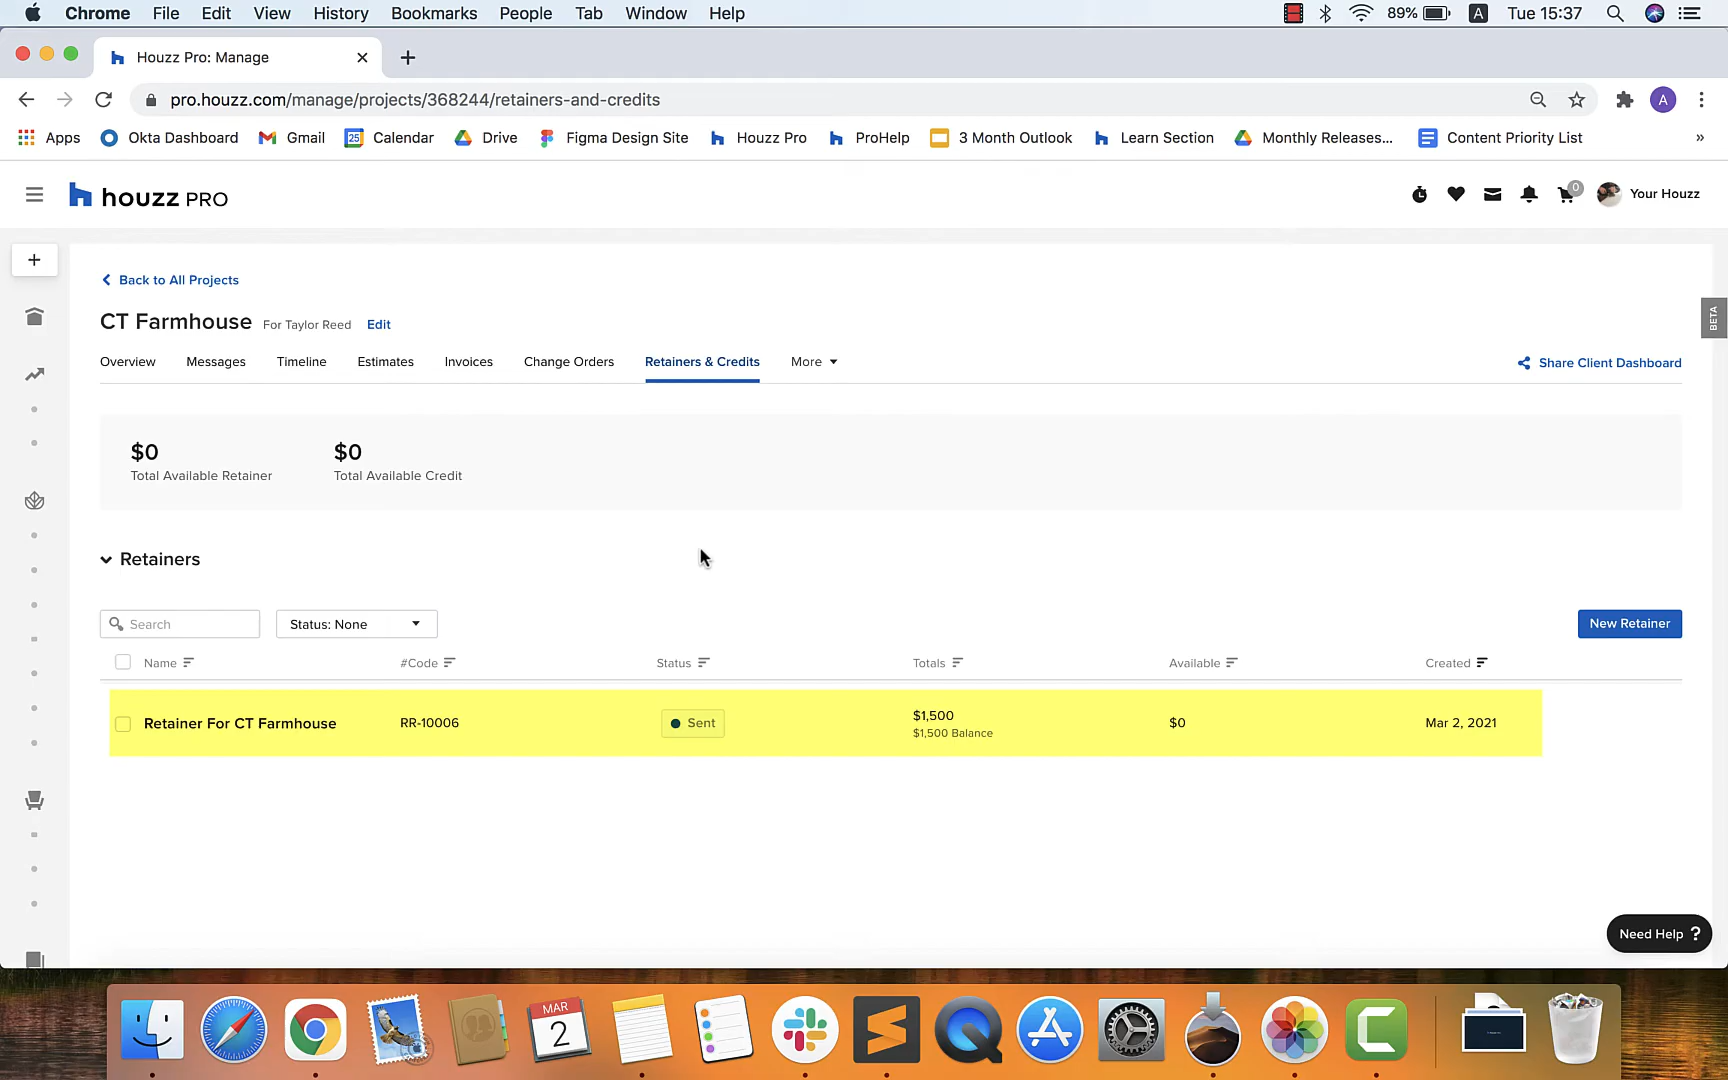 Chrome File Edit View History Bookmarks People Tab Window Help 89% A Tue 15:37
Houzz Pro: Manage
pro.houzz.com/manage/projects/368244/retainers-and-credits A
Apps Okta Dashboard Gmail 25 Calendar Drive Figma Design Site Houzz Pro ProHelp 3 Month Outlook Learn Section Monthly Releases... Content Priority List »
houzz PRO 0 Your Houzz
+
Back to All Projects
BETA
CT Farmhouse For Taylor Reed Edit
Overview Messages Timeline Estimates Invoices Change Orders Retainers & Credits More Share Client Dashboard
$0 $0
Total Available Retainer Total Available Credit
Retainers
Search Status: None New Retainer
Name #Code Status Totals Available Created
Retainer For CT Farmhouse RR-10006 Sent $1,500 $0 Mar 2, 2021
$1,500 Balance
Need Help ?
MAR
2